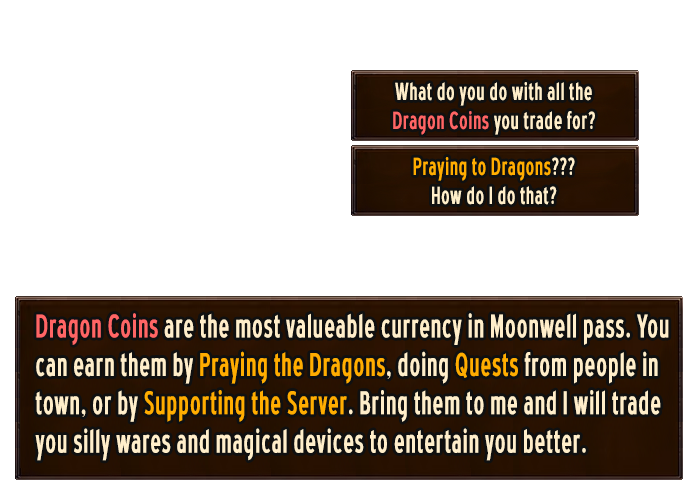 What do you do with all the
Dragon Coins you trade for?
Praying to Dragons???
How do I do that?
Dragon Coins are the most valueable currency in Moonwell pass. You
can earn them by Praying the Dragons, doing Quests from people in
town, or by Supporting the Server. Bring them to me and I will trade
you silly wares and magical devices to entertain you better.